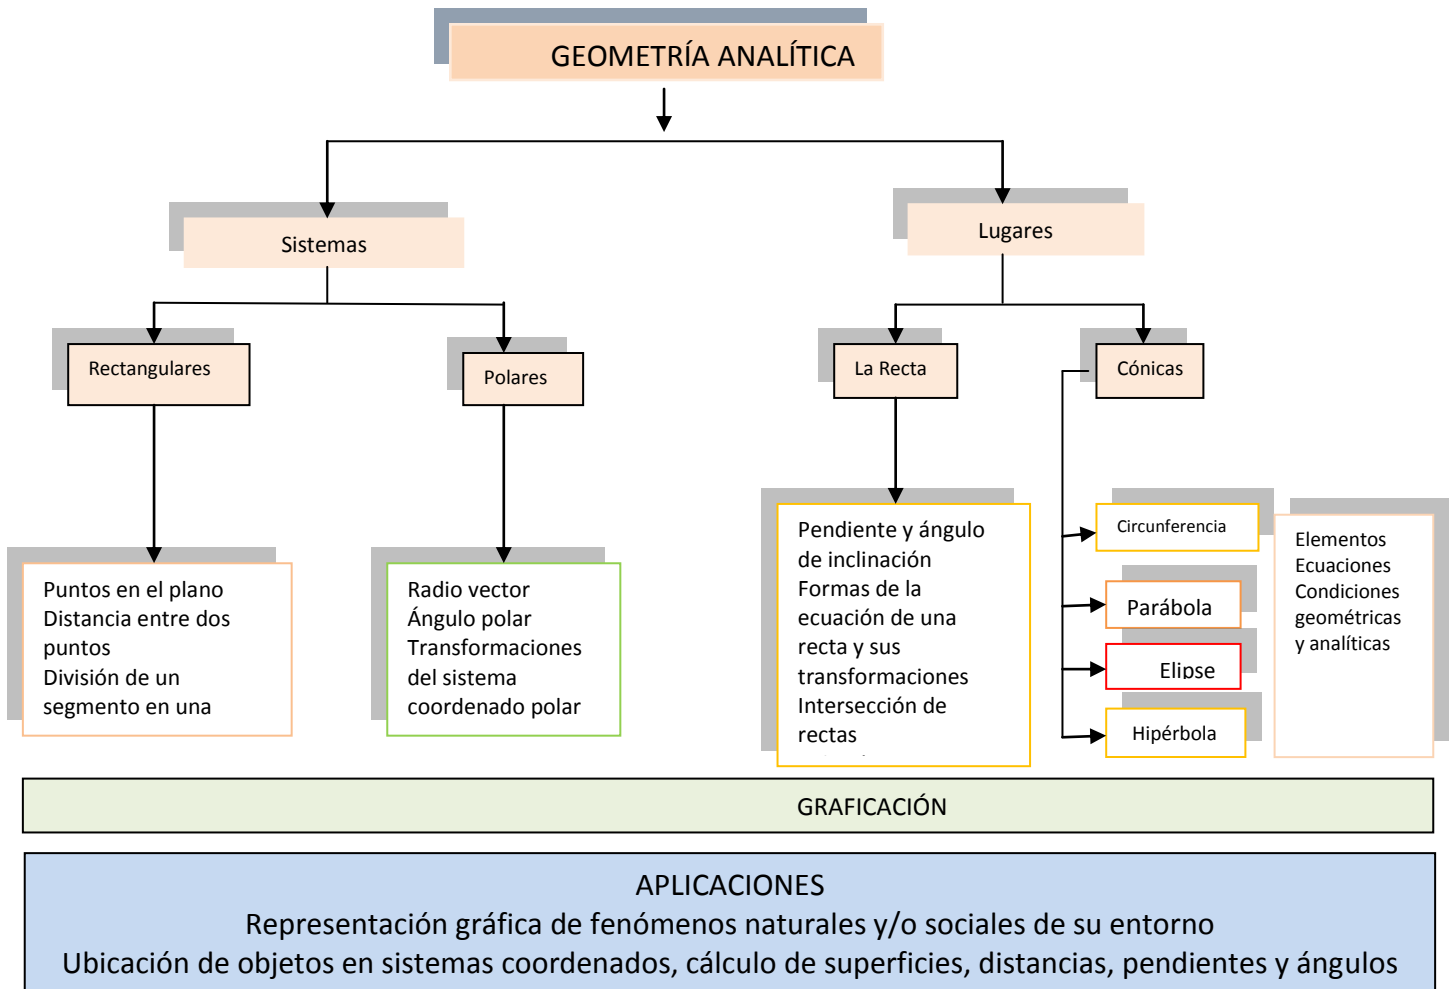 GEOMETRÍA ANALÍTICA
Sistemas
Lugares
Rectangulares
Polares
La Recta
Cónicas
Puntos en el plano
Distancia entre dos
puntos
División de un
segmento en una
Radio vector
Ángulo polar
Transformaciones
del sistema
coordenado polar
Pendiente y ángulo
de inclinación
Formas de la
ecuación de una
recta y sus
transformaciones
Intersección de
rectas
Circunferencia
Parábola
Elipse
Hipérbola
Elementos
Ecuaciones
Condiciones
geométricas
y analíticas
GRAFICACIÓN
APLICACIONES
Representación gráfica de fenómenos naturales y/o sociales de su entorno
Ubicación de objetos en sistemas coordenados, cálculo de superficies, distancias, pendientes y ángulos